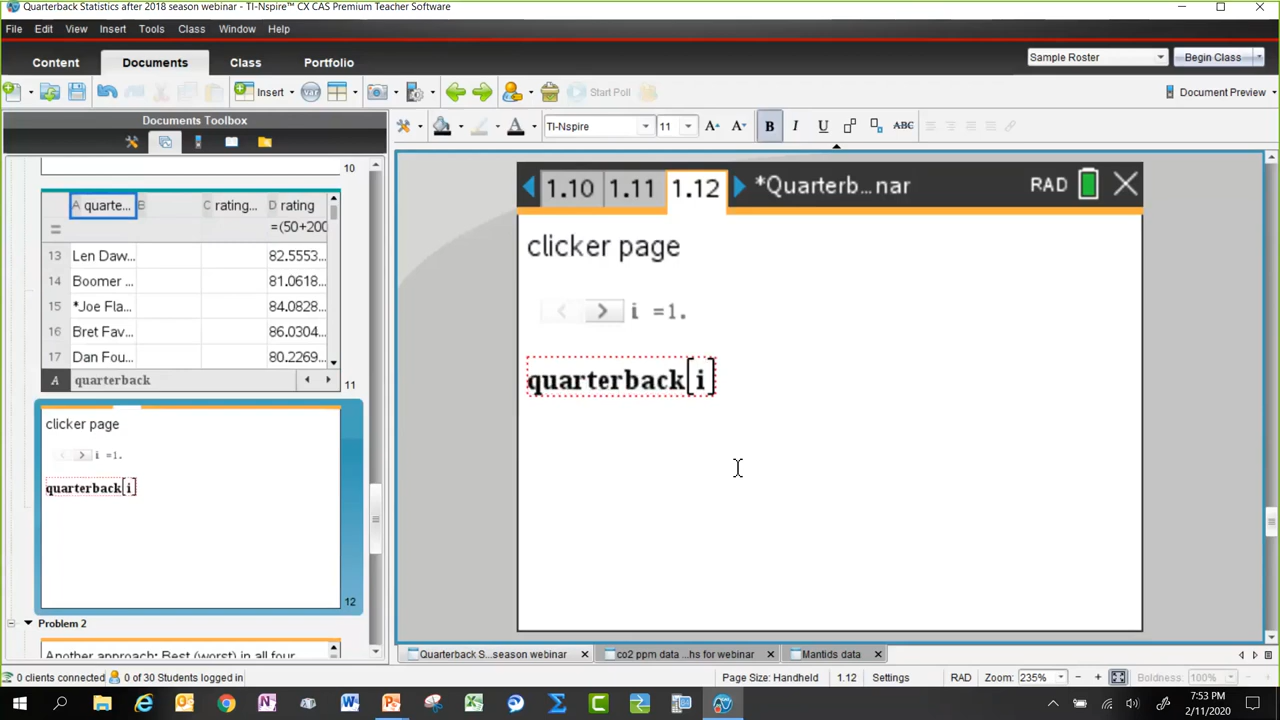 Quarterback Statistics after 2018 season webinar - TI-Nspire™ CX CAS Premium Teacher Software
File Edit View Insert Tools Class Window Help
Content Documents Class Portfolio
Sample Roster
Begin Class
Insert
Start Poll
Document Preview
Documents Toolbox
TI-Nspire 11 A A B I U ABC
10
A quarte... B C rating... D rating
= =(50+200
13 Len Daw... 82.5553...
14 Boomer ... 81.0618...
15 *Joe Fla... 84.0828...
16 Bret Fav... 86.0304...
17 Dan Fou... 80.2269...
A quarterback
11
clicker page
< > i =1.
quarterback[i]
12
Problem 2
Another approach: Best (worst) in all four
1.10 1.11 1.12 *Quarterb...nar RAD
clicker page
< > i =1.
quarterback[i]
Quarterback S...season webinar
co2 ppm data ...hs for webinar
Mantids data
0 clients connected 0 of 30 Students logged in
Page Size: Handheld 1.12 Settings RAD Zoom: 235% - + Boldness: 100%
7:53 PM
2/11/2020